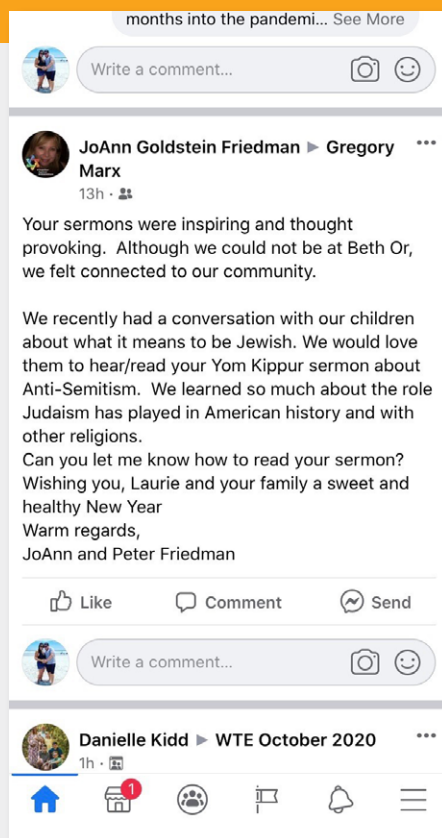 months into the pandemi... See More
Write a comment...
JoAnn Goldstein Friedman ▸ Gregory
Marx
13h ·
Your sermons were inspiring and thought
provoking.  Although we could not be at Beth Or,
we felt connected to our community.
We recently had a conversation with our children
about what it means to be Jewish. We would love
them to hear/read your Yom Kippur sermon about
Anti-Semitism.  We learned so much about the role
Judaism has played in American history and with
other religions.
Can you let me know how to read your sermon?
Wishing you, Laurie and your family a sweet and
healthy New Year
Warm regards,
JoAnn and Peter Friedman
Like Comment Send
Write a comment...
Danielle Kidd ▸ WTE October 2020
1h ·
1